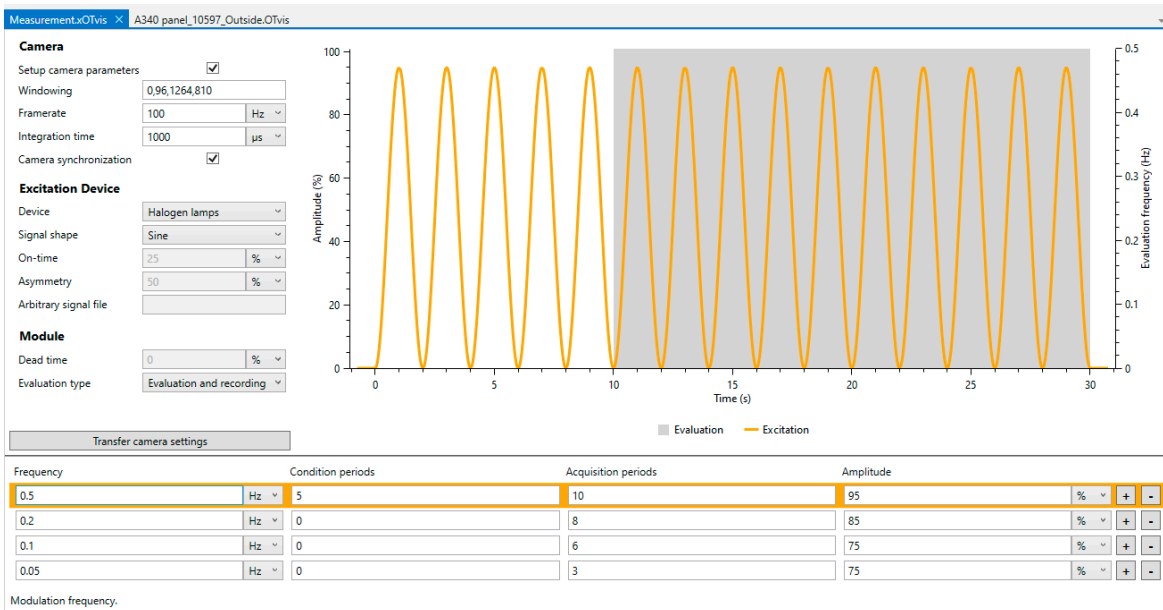 Measurement.xOTvis × A340 panel_10597_Outside.OTvis
Camera
Setup camera parameters
Windowing 0,96,1264,810
Framerate 100 Hz
Integration time 1000 µs
Camera synchronization
Excitation Device
Device Halogen lamps
Signal shape Sine
On-time 25 %
Asymmetry 50 %
Arbitrary signal file
Module
Dead time 0 %
Evaluation type Evaluation and recording
Transfer camera settings
Amplitude (%)
100
80
60
40
20
0
0 5 10 15 20 25 30
Time (s)
0.5
0.4
0.3
0.2
0.1
0
Evaluation frequency (Hz)
Evaluation Excitation
Frequency Condition periods Acquisition periods Amplitude
0.5 Hz 5 10 95 % + -
0.2 Hz 0 8 85 % + -
0.1 Hz 0 6 75 % + -
0.05 Hz 0 3 75 % + -
Modulation frequency.